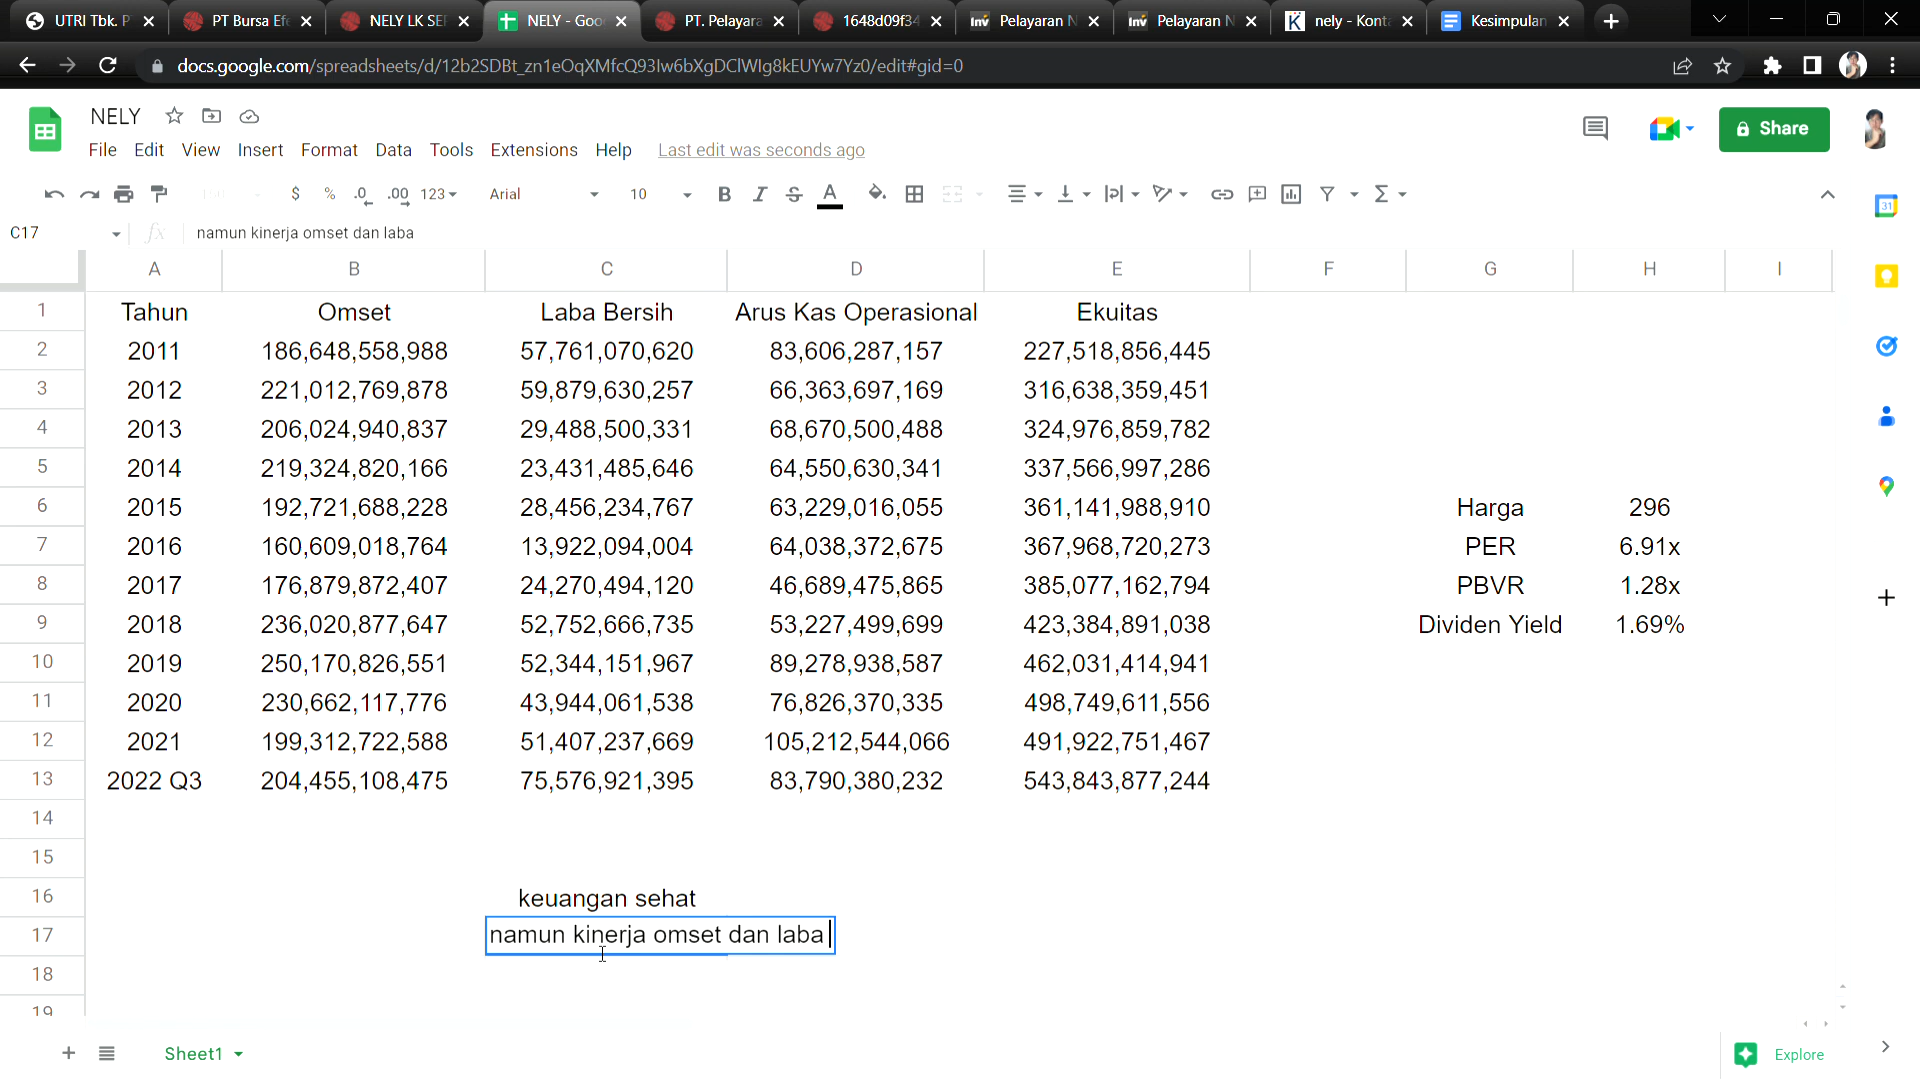 UTRI Tbk. P
PT Bursa Efe
NELY LK SEP
NELY - Goo
PT. Pelayara
1648d09f34
Pelayaran N
Pelayaran N
nely - Konta
Kesimpulan
docs.google.com/spreadsheets/d/12b2SDBt_zn1eOqXMfcQ93Iw6bXgDClWIg8kEUYw7Yz0/edit#gid=0
NELY
Share
File Edit View Insert Format Data Tools Extensions Help Last edit was seconds ago
$ % .0 .00 123 Arial 10 B I S A
C17 fx namun kinerja omset dan laba
A B C D E F G H I
1 Tahun Omset Laba Bersih Arus Kas Operasional Ekuitas
2 2011 186,648,558,988 57,761,070,620 83,606,287,157 227,518,856,445
3 2012 221,012,769,878 59,879,630,257 66,363,697,169 316,638,359,451
4 2013 206,024,940,837 29,488,500,331 68,670,500,488 324,976,859,782
5 2014 219,324,820,166 23,431,485,646 64,550,630,341 337,566,997,286
6 2015 192,721,688,228 28,456,234,767 63,229,016,055 361,141,988,910 Harga 296
7 2016 160,609,018,764 13,922,094,004 64,038,372,675 367,968,720,273 PER 6.91x
8 2017 176,879,872,407 24,270,494,120 46,689,475,865 385,077,162,794 PBVR 1.28x
9 2018 236,020,877,647 52,752,666,735 53,227,499,699 423,384,891,038 Dividen Yield 1.69%
10 2019 250,170,826,551 52,344,151,967 89,278,938,587 462,031,414,941
11 2020 230,662,117,776 43,944,061,538 76,826,370,335 498,749,611,556
12 2021 199,312,722,588 51,407,237,669 105,212,544,066 491,922,751,467
13 2022 Q3 204,455,108,475 75,576,921,395 83,790,380,232 543,843,877,244
14
15
16 keuangan sehat
17 namun kinerja omset dan laba
18
19
Sheet1
Explore